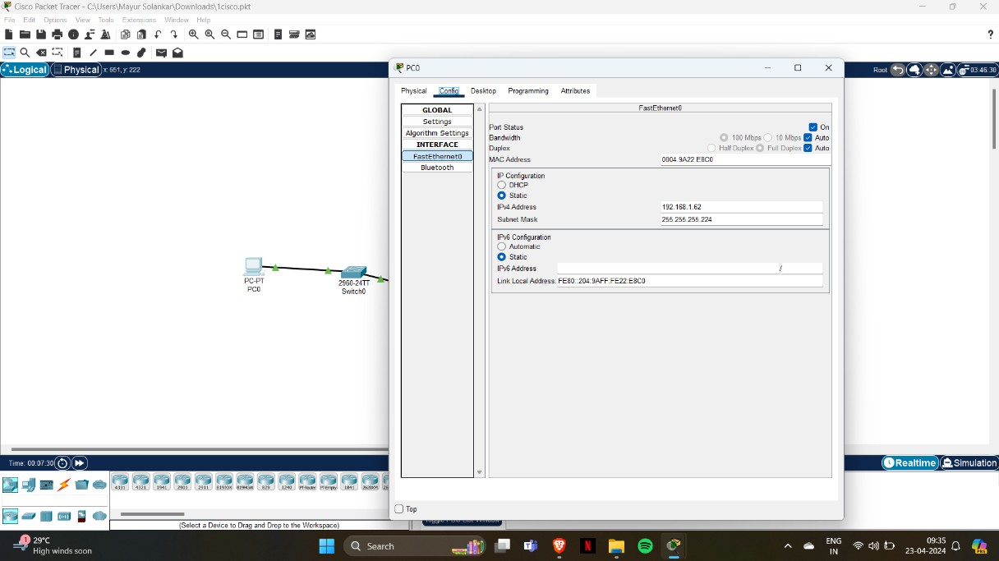 Cisco Packet Tracer - C:\Users\Mayur Solankar\Downloads\1cisco.pkt
File Edit Options View Tools Extensions Window Help
?
Logical Physical x: 651, y: 222
Root 03:46:30
PC0
Physical Config Desktop Programming Attributes
GLOBAL
Settings
Algorithm Settings
INTERFACE
FastEthernet0
Bluetooth
FastEthernet0
Port Status On
Bandwidth 100 Mbps 10 Mbps Auto
Duplex Half Duplex Full Duplex Auto
MAC Address 0004.9A22.E8C0
IP Configuration
DHCP
Static
IPv4 Address 192.168.1.62
Subnet Mask 255.255.255.224
IPv6 Configuration
Automatic
Static
IPv6 Address /
Link Local Address: FE80::204:9AFF:FE22:E8C0
Top
PC-PT
PC0
2960-24TT
Switch0
Time: 00:07:30
Realtime Simulation
4331 4321 1941 2901 2911 819IOX 819HGW 829 1240 PT-Router PT-Empty 1841 2620XM
(Select a Device to Drag and Drop to the Workspace)
Toggle PDU List Window
1
29°C
High winds soon
Search
ENG
IN
09:35
23-04-2024